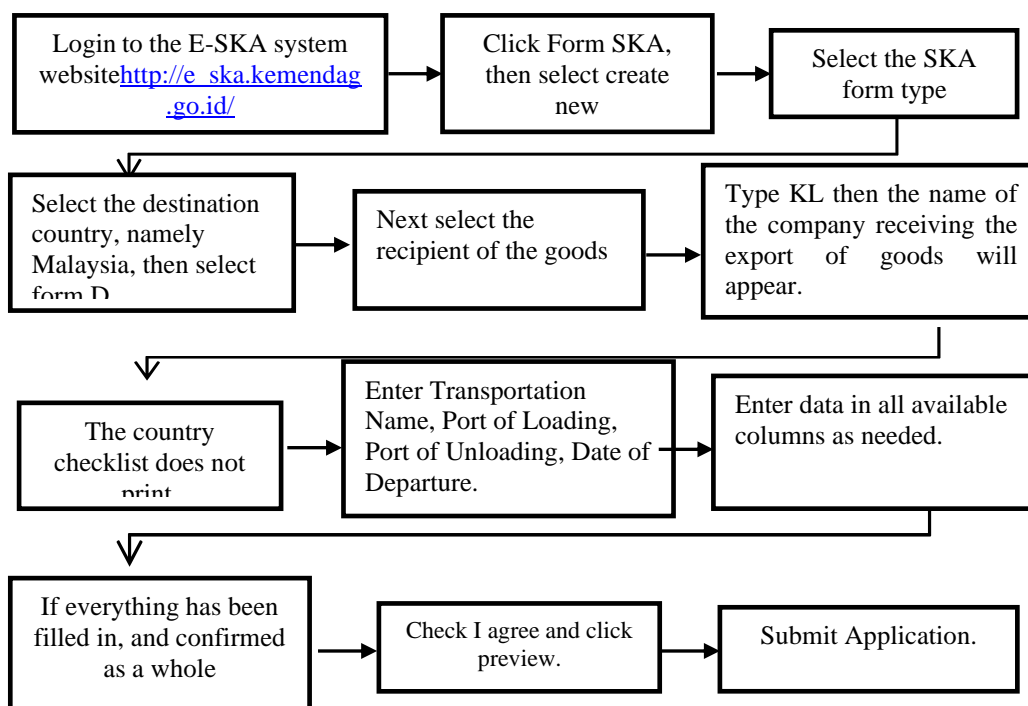 Login to the E-SKA system
websitehttp://e_ska.kemendag
.go.id/
Click Form SKA,
then select create
new
Select the SKA
form type
Select the destination
country, namely
Malaysia, then select
form D
Next select the
recipient of the goods
Type KL then the name of
the company receiving the
export of goods will
appear.
The country
checklist does not
print
Enter Transportation
Name, Port of Loading,
Port of Unloading, Date of
Departure.
Enter data in all available
columns as needed.
If everything has been
filled in, and confirmed
as a whole
Check I agree and click
preview.
Submit Application.